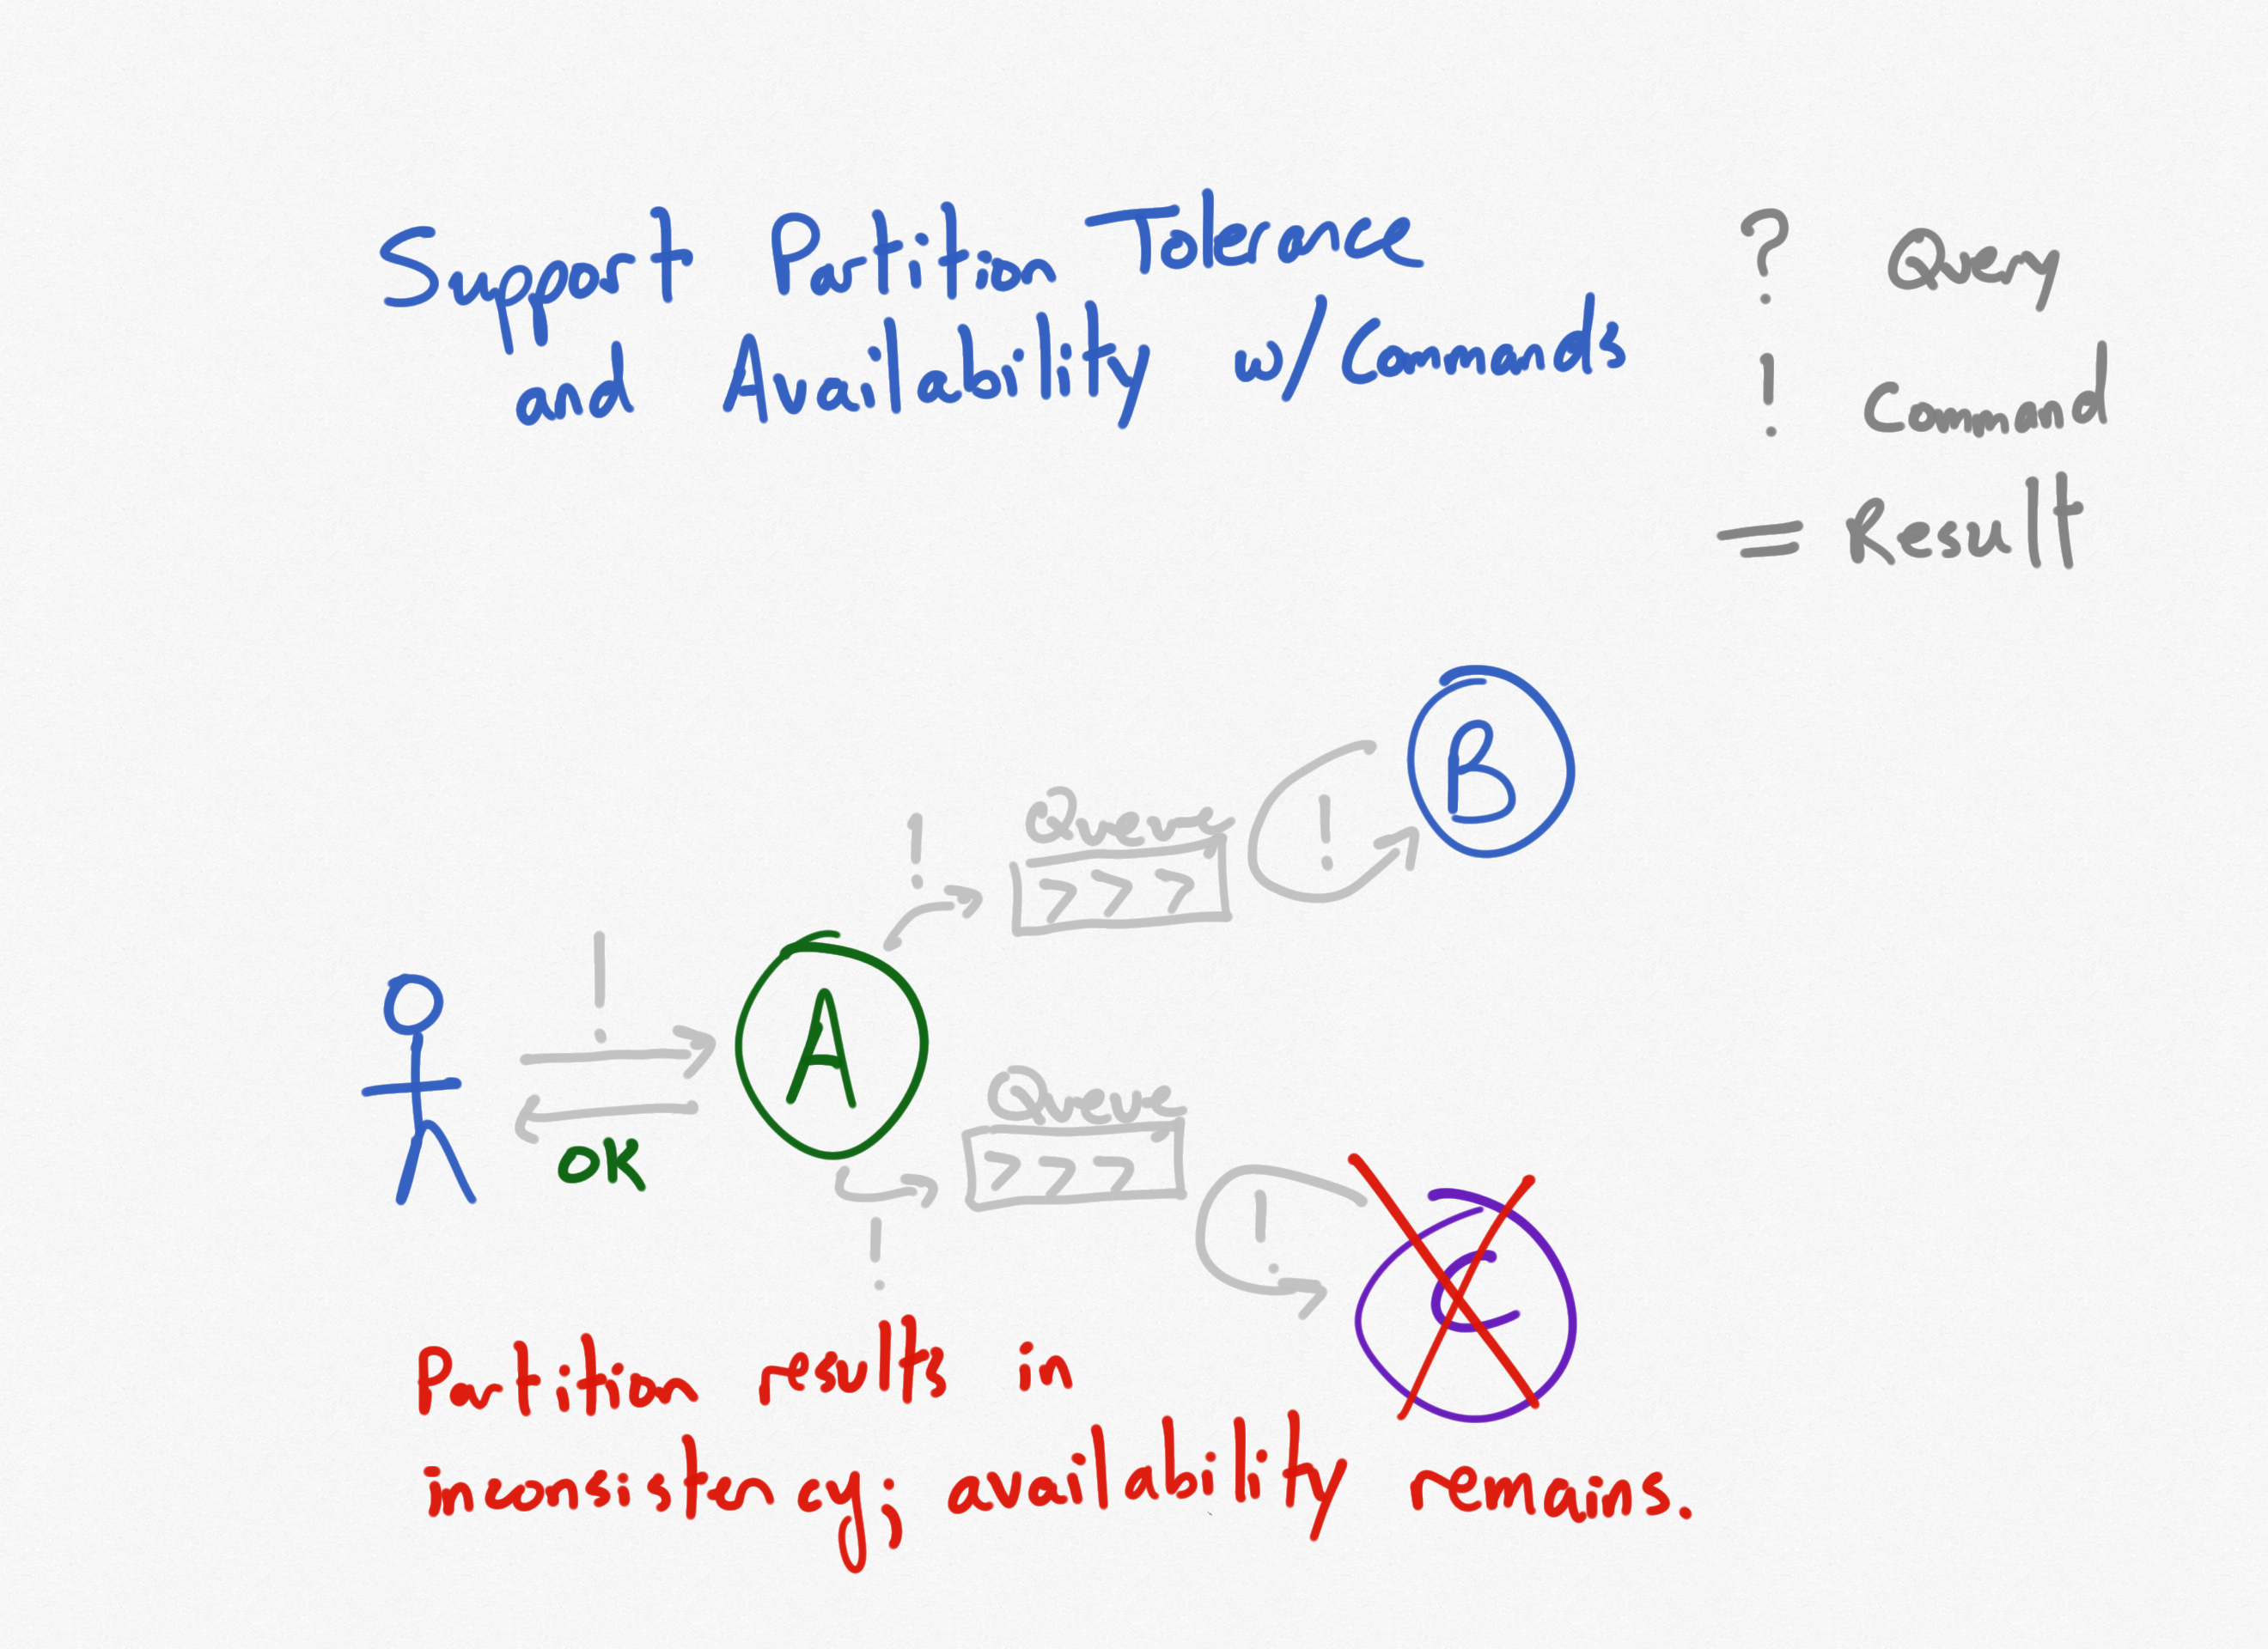 Support Partition Tolerance
and Availability w/Commands
? Query
! Command
= Result
B
!
Queue
!
>>>
!
A
OK
Queue
>>>
!
C
!
Partition results in
inconsistency; availability remains.